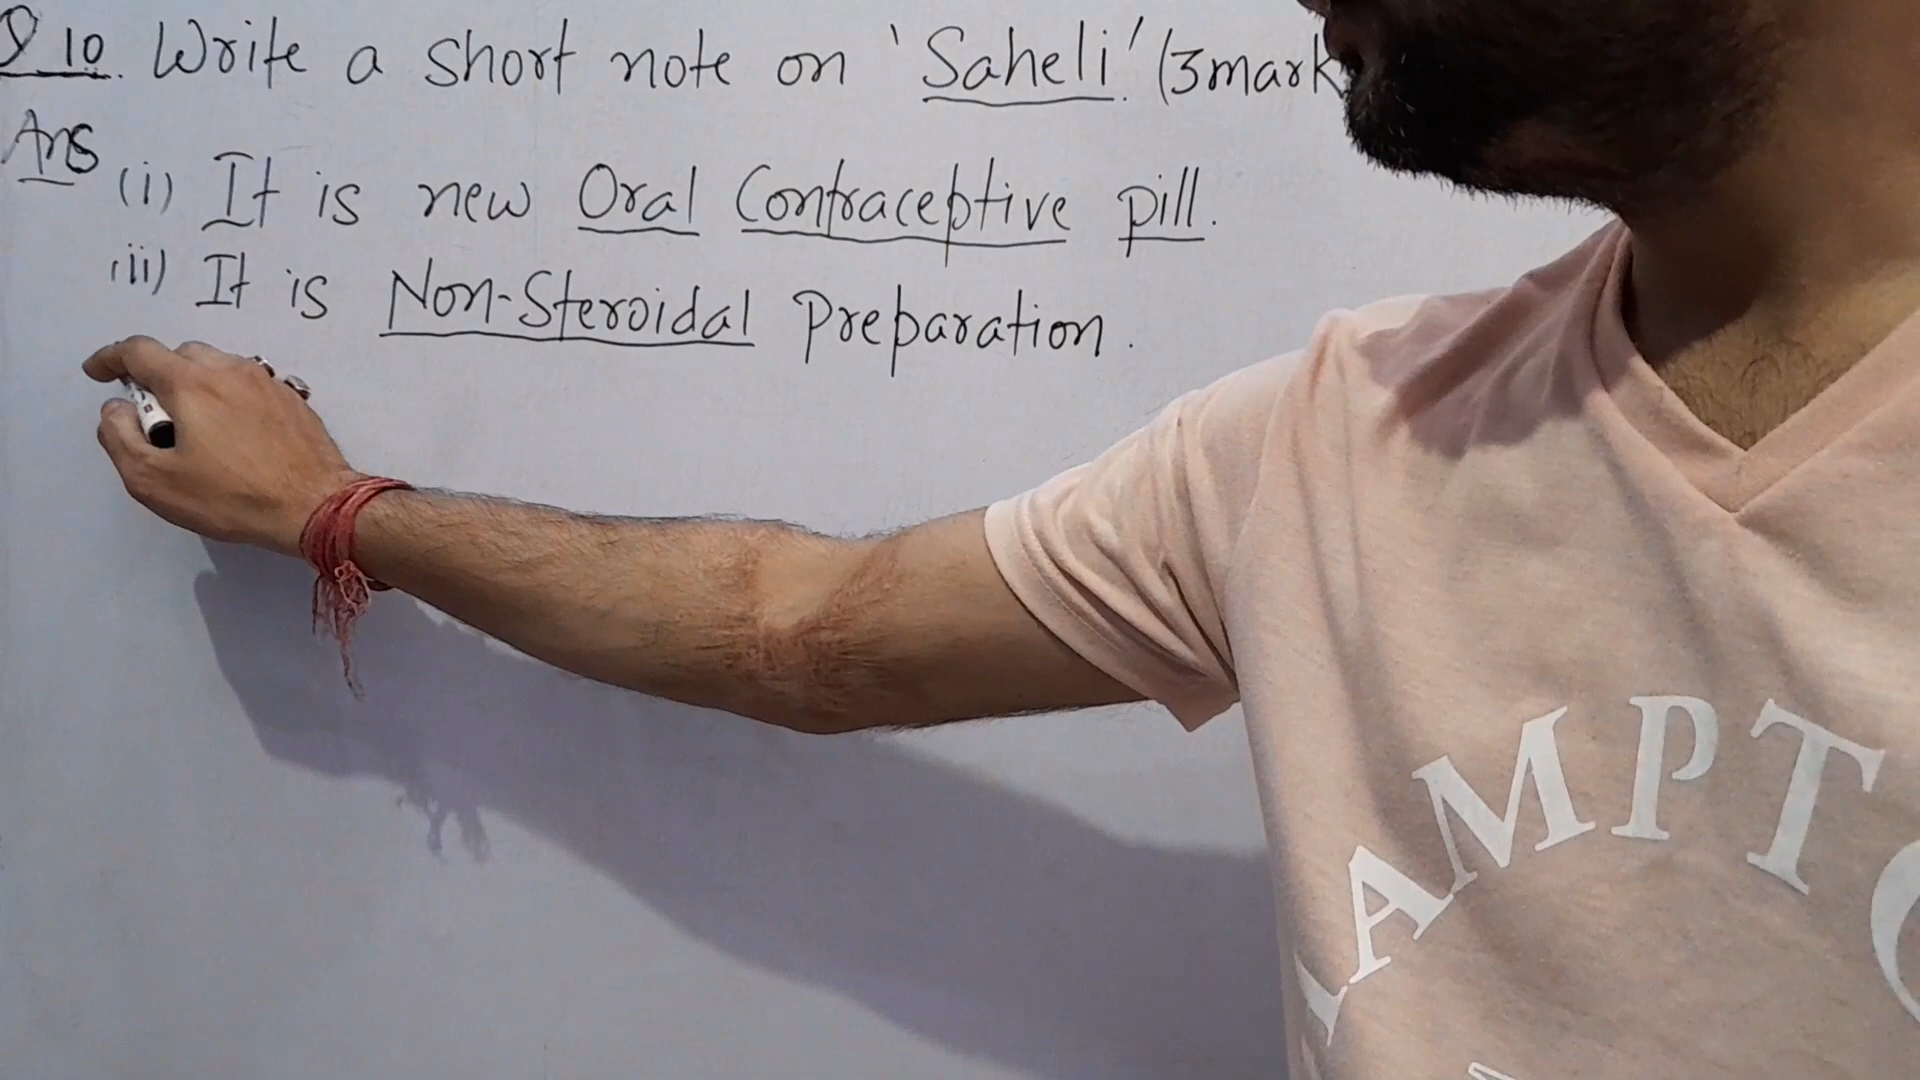 Q 10. Write a short note on 'Saheli.' (3mark
Ans
(i) It is new Oral Contraceptive pill.
(ii) It is Non-Steroidal Preparation.
AMPT